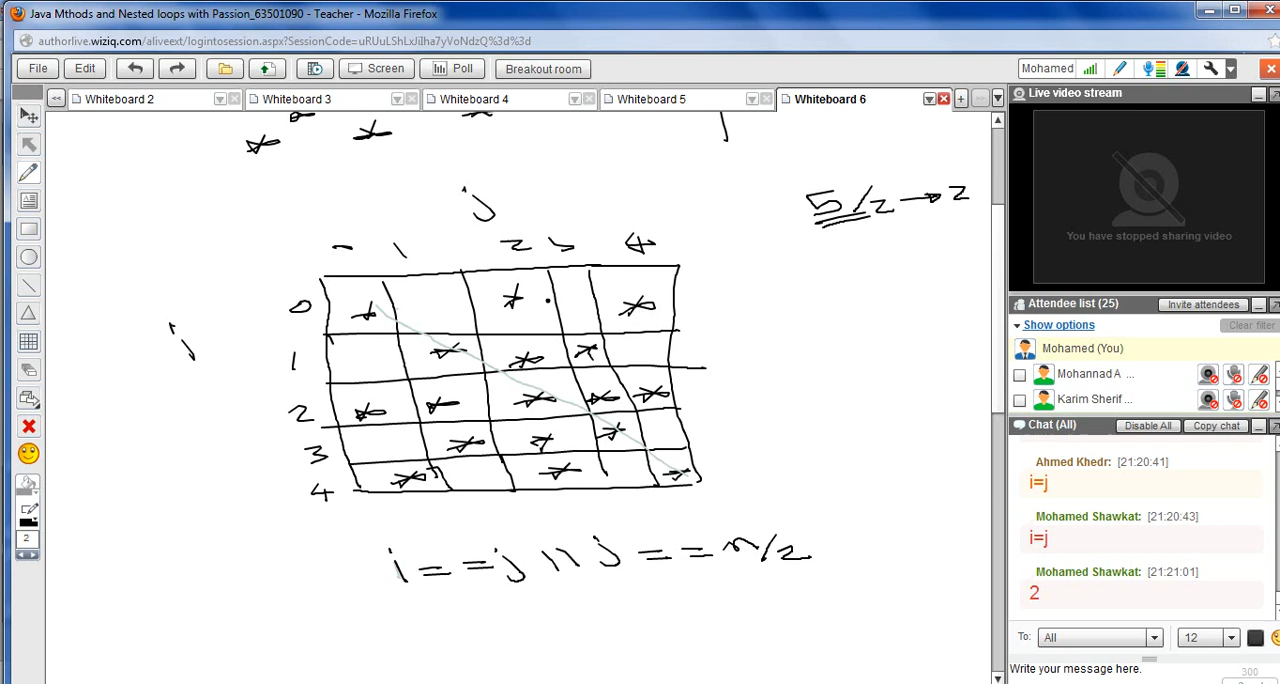 Java Mthods and Nested loops with Passion_63501090 - Teacher - Mozilla Firefox
authorlive.wiziq.com/aliveext/logintosession.aspx?SessionCode=uRUuLShLxJiIha7yVoNdzQ%3d%3d
File Edit Screen Poll Breakout room Mohamed
<< Whiteboard 2 Whiteboard 3 Whiteboard 4 Whiteboard 5 Whiteboard 6
Live video stream
You have stopped sharing video
j
5/2→2
1 2 3 4
i
0
1
2
3
4
i==j || j==n/2
Attendee list (25) Invite attendees
Show options Clear filter
Mohamed (You)
Mohannad A ...
Karim Sherif ...
Chat (All) Disable All Copy chat
Ahmed Khedr: [21:20:41]
i=j
Mohamed Shawkat: [21:20:43]
i=j
Mohamed Shawkat: [21:21:01]
2
2
To: All 12
Write your message here.
300